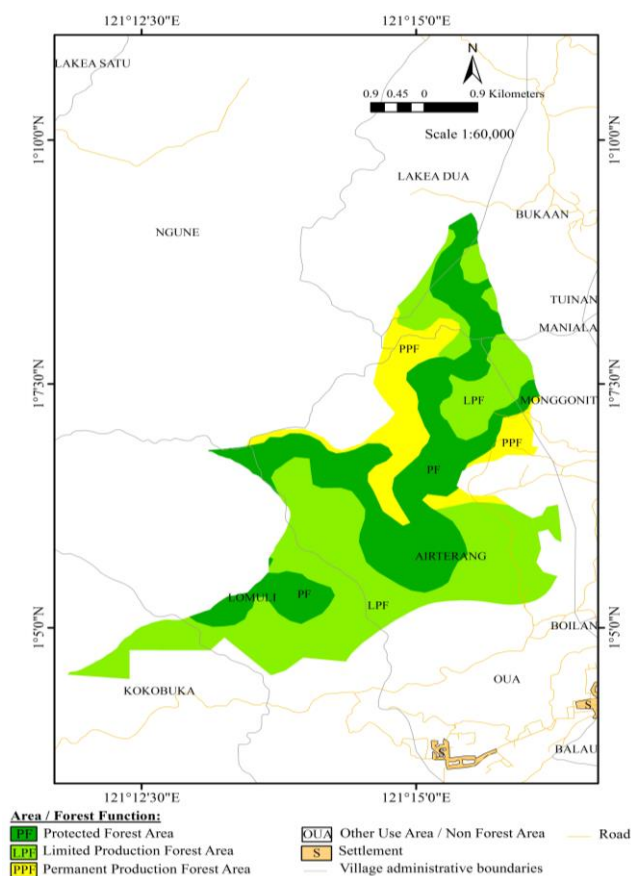 121°12'30"E 121°15'0"E
LAKEA SATU
N
0.9 0.45 0 0.9 Kilometers
Scale 1:60,000
1°10'0"N 1°10'0"N
LAKEA DUA
BUKAAN
NGUNE
TUINAN
MANIALA
PPF
1°7'30"N 1°7'30"N
LPF MONGGONIT
PPF
PF
AIRTERANG
LOMULI PF
LPF
1°5'0"N 1°5'0"N
BOILAN
OUA
KOKOBUKA
S
BALAU
S
121°12'30"E 121°15'0"E
Area / Forest Function:
PF Protected Forest Area
LPF Limited Production Forest Area
PPF Permanent Production Forest Area
OUA Other Use Area / Non Forest Area
S Settlement
Village administrative boundaries
Road